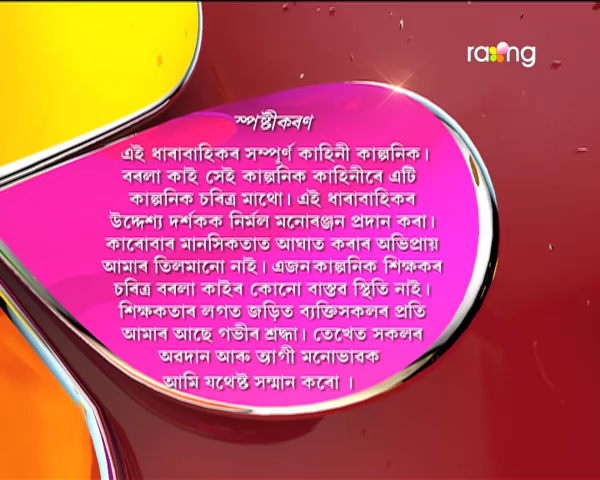 raong
স্পষ্টীকৰণ
এই ধাৰাবাহিকৰ সম্পূৰ্ণ কাহিনী কাল্পনিক।
বৰলা কাই সেই কাল্পনিক কাহিনীৰে এটি
কাল্পনিক চৰিত্ৰ মাথো। এই ধাৰাবাহিকৰ
উদ্দেশ্য দৰ্শকক নিৰ্মল মনোৰঞ্জন প্ৰদান কৰা।
কাৰোবাৰ মানসিকতাত আঘাত কৰাৰ অভিপ্ৰায়
আমাৰ তিলমানো নাই। এজন কাল্পনিক শিক্ষকৰ
চৰিত্ৰ বৰলা কাইৰ কোনো বাস্তৱ স্থিতি নাই।
শিক্ষকতাৰ লগত জড়িত ব্যক্তিসকলৰ প্ৰতি
আমাৰ আছে গভীৰ শ্ৰদ্ধা। তেখেত সকলৰ
অৱদান আৰু ত্যাগী মনোভাৱক
আমি যথেষ্ট সন্মান কৰো ।